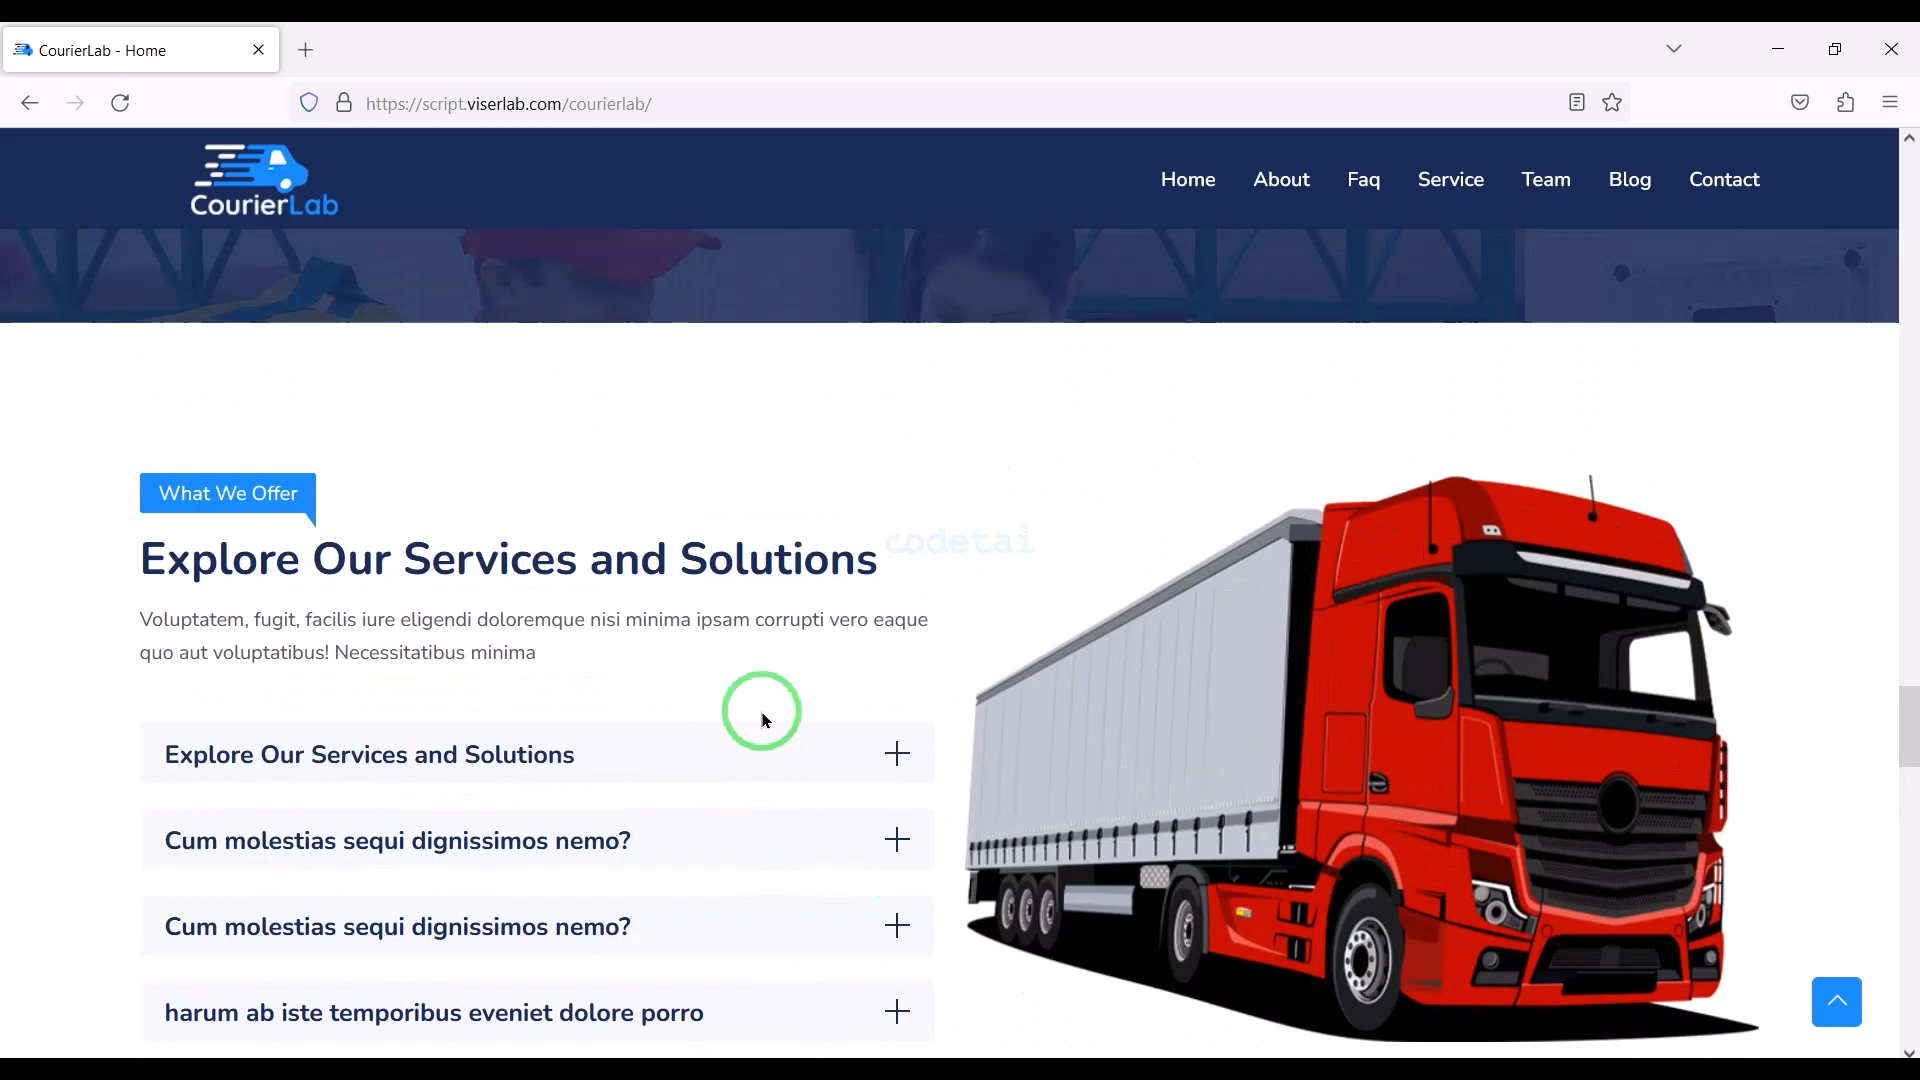 CourierLab - Home
https://script.viserlab.com/courierlab/
CourierLab
Home About Faq Service Team Blog Contact
What We Offer
Explore Our Services and Solutions
codetai
Voluptatem, fugit, facilis iure eligendi doloremque nisi minima ipsam corrupti vero eaque
quo aut voluptatibus! Necessitatibus minima
Explore Our Services and Solutions
Cum molestias sequi dignissimos nemo?
Cum molestias sequi dignissimos nemo?
harum ab iste temporibus eveniet dolore porro